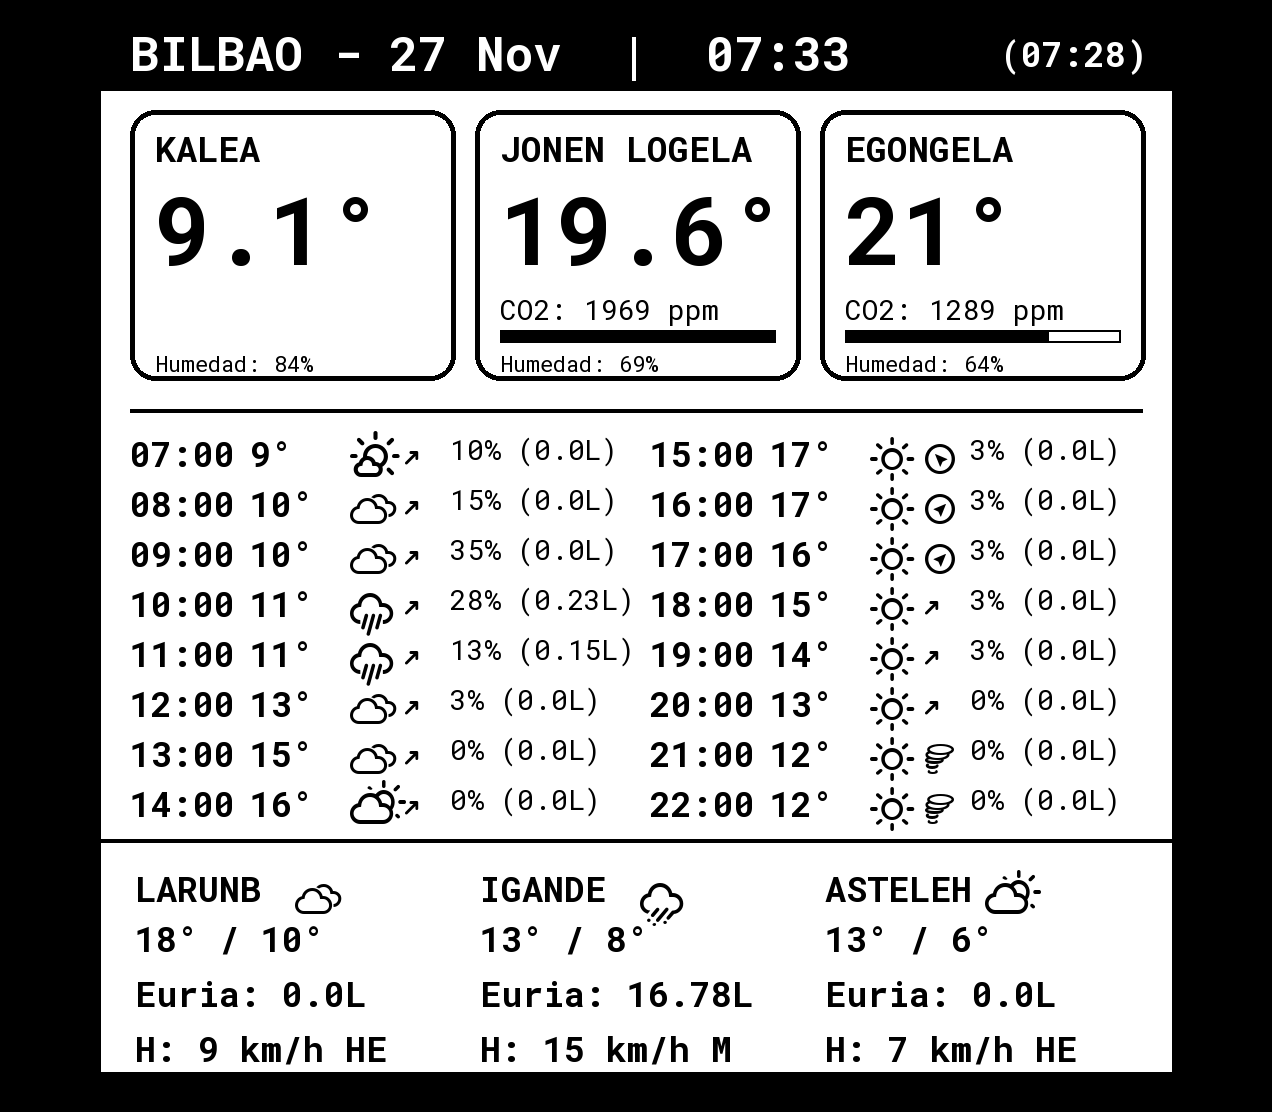 BILBAO - 27 Nov | 07:33 (07:28)
KALEA
9.1°
Humedad: 84%
JONEN LOGELA
19.6°
CO2: 1969 ppm
Humedad: 69%
EGONGELA
21°
CO2: 1289 ppm
Humedad: 64%
07:00 9° 10% (0.0L)
08:00 10° 15% (0.0L)
09:00 10° 35% (0.0L)
10:00 11° 28% (0.23L)
11:00 11° 13% (0.15L)
12:00 13° 3% (0.0L)
13:00 15° 0% (0.0L)
14:00 16° 0% (0.0L)
15:00 17° 3% (0.0L)
16:00 17° 3% (0.0L)
17:00 16° 3% (0.0L)
18:00 15° 3% (0.0L)
19:00 14° 3% (0.0L)
20:00 13° 0% (0.0L)
21:00 12° 0% (0.0L)
22:00 12° 0% (0.0L)
LARUNB
18° / 10°
Euria: 0.0L
H: 9 km/h HE
IGANDE
13° / 8°
Euria: 16.78L
H: 15 km/h M
ASTELEH
13° / 6°
Euria: 0.0L
H: 7 km/h HE